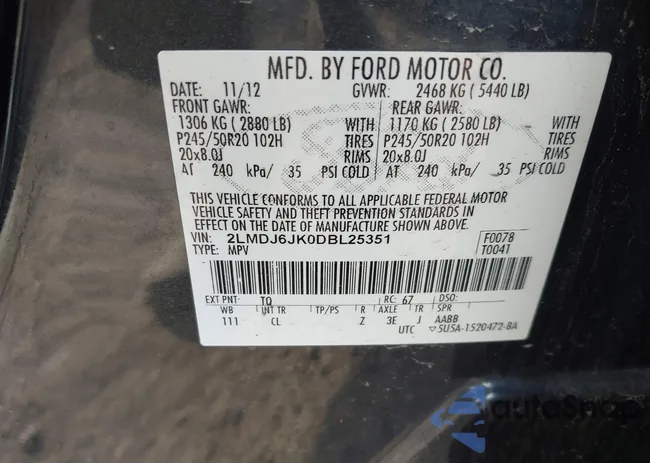 MFD. BY FORD MOTOR CO.
DATE: 11/12 GVWR: 2468 KG ( 5440 LB)
FRONT GAWR: REAR GAWR:
1306 KG ( 2880 LB) WITH 1170 KG ( 2580 LB) WITH
P245/50R20 102H TIRES P245/50R20 102H TIRES
20x8.0J RIMS 20x8.0J RIMS
AT 240 kPa/ 35 PSI COLD AT 240 kPa/ 35 PSI COLD
THIS VEHICLE CONFORMS TO ALL APPLICABLE FEDERAL MOTOR
VEHICLE SAFETY AND THEFT PREVENTION STANDARDS IN
EFFECT ON THE DATE OF MANUFACTURE SHOWN ABOVE.
VIN: 2LMDJ6JK0DBL25351 F0078
TYPE: MPV T0041
EXT PNT: TQ RC: 67 DSO:
WB INT TR TP/PS R AXLE TR SPR
111 CL Z 3E J AABB
UTC ▽5U5A-1520472-BA
autoSnap